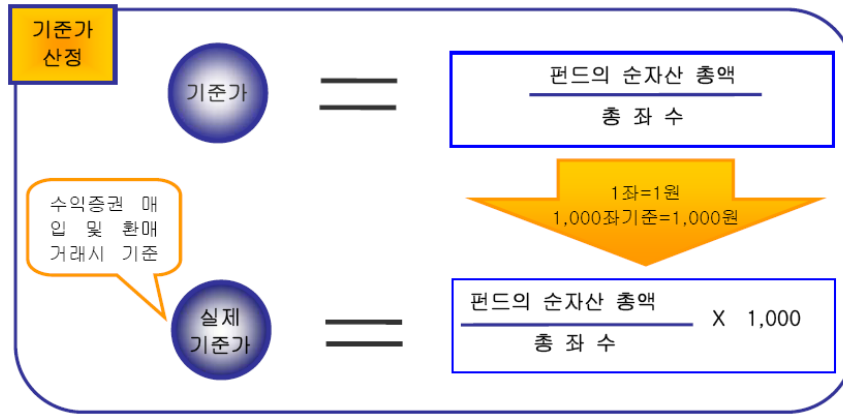 기준가
산정
기준가
펀드의 순자산 총액
총 좌 수
1좌=1원
1,000좌기준=1,000원
수익증권 매
입 및 환매
거래시 기준
실제
기준가
펀드의 순자산 총액
총 좌 수
X 1,000